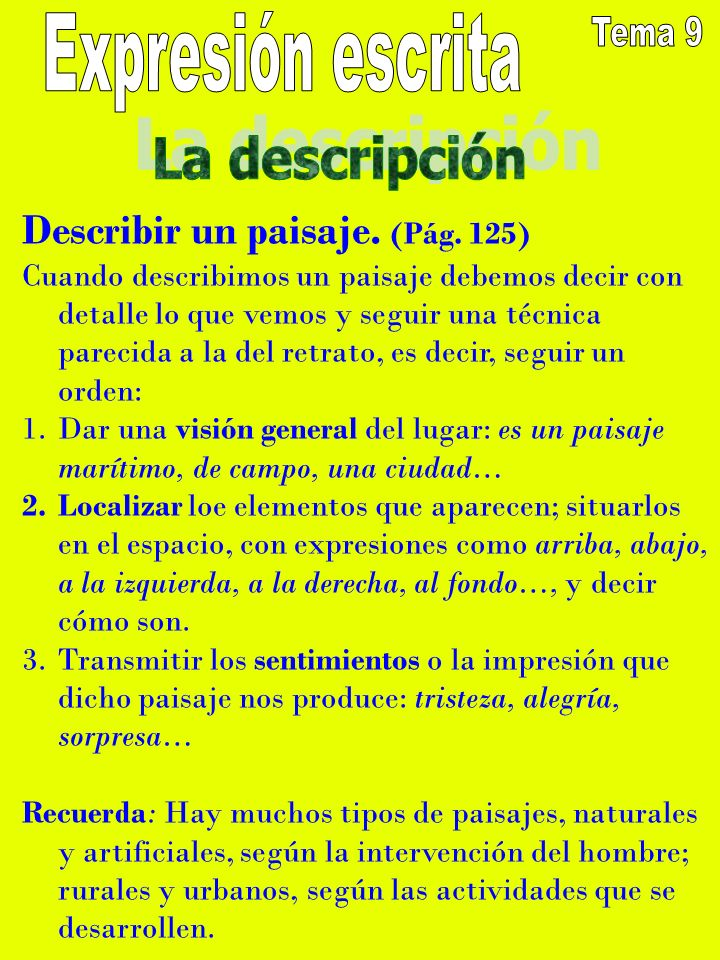 Expresión escrita
Tema 9
La descripción
Describir un paisaje. (Pág. 125)
Cuando describimos un paisaje debemos decir con
detalle lo que vemos y seguir una técnica
parecida a la del retrato, es decir, seguir un
orden:
1. Dar una visión general del lugar: es un paisaje
marítimo, de campo, una ciudad…
2. Localizar loe elementos que aparecen; situarlos
en el espacio, con expresiones como arriba, abajo,
a la izquierda, a la derecha, al fondo…, y decir
cómo son.
3. Transmitir los sentimientos o la impresión que
dicho paisaje nos produce: tristeza, alegría,
sorpresa…
Recuerda: Hay muchos tipos de paisajes, naturales
y artificiales, según la intervención del hombre;
rurales y urbanos, según las actividades que se
desarrollen.